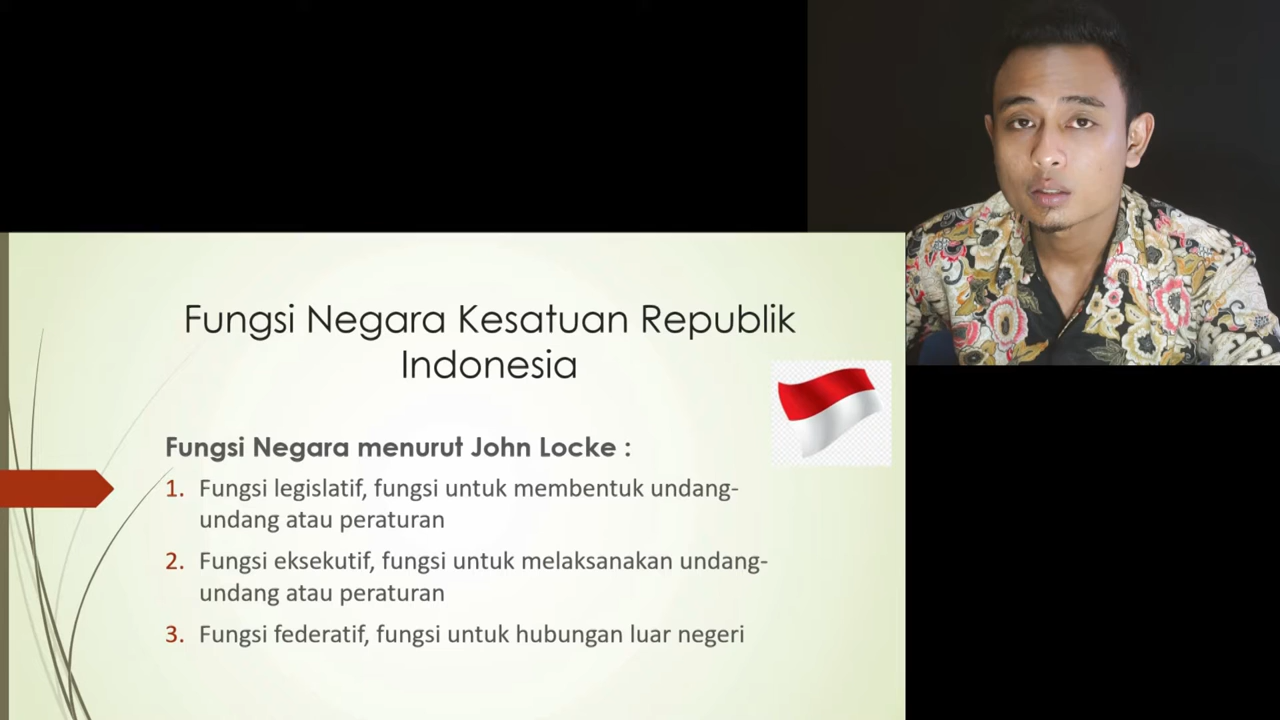 Fungsi Negara Kesatuan Republik
Indonesia
Fungsi Negara menurut John Locke :
1. Fungsi legislatif, fungsi untuk membentuk undang-
undang atau peraturan
2. Fungsi eksekutif, fungsi untuk melaksanakan undang-
undang atau peraturan
3. Fungsi federatif, fungsi untuk hubungan luar negeri